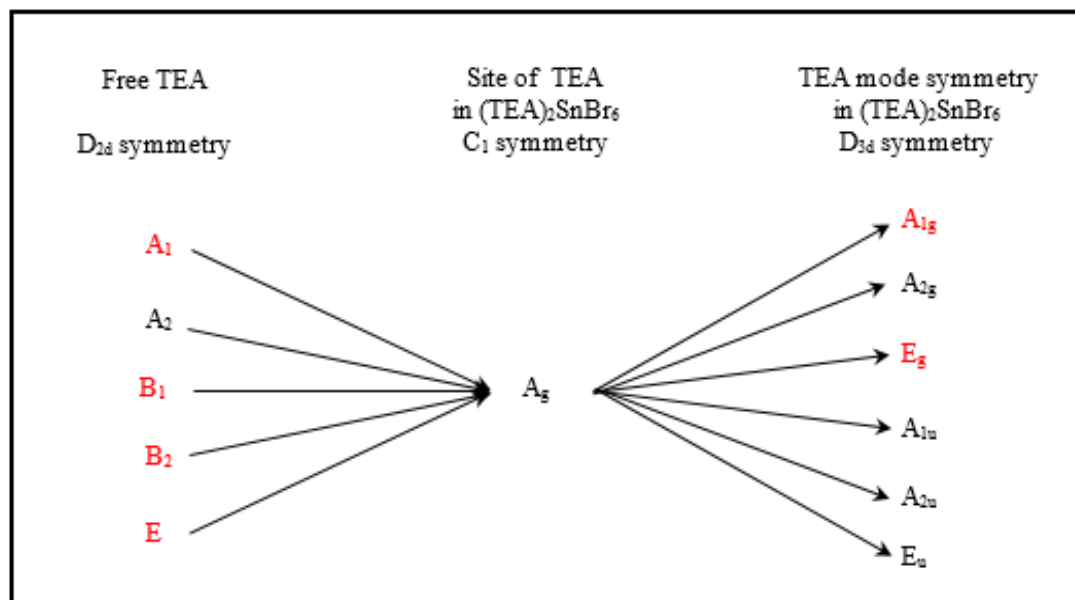 Free TEA
D₂d symmetry
Site of TEA
in (TEA)₂SnBr₆
C₁ symmetry
TEA mode symmetry
in (TEA)₂SnBr₆
D₃d symmetry
A₁
A₂
B₁
B₂
E
Ag
A₁g
A₂g
Eg
A₁u
A₂u
Eu